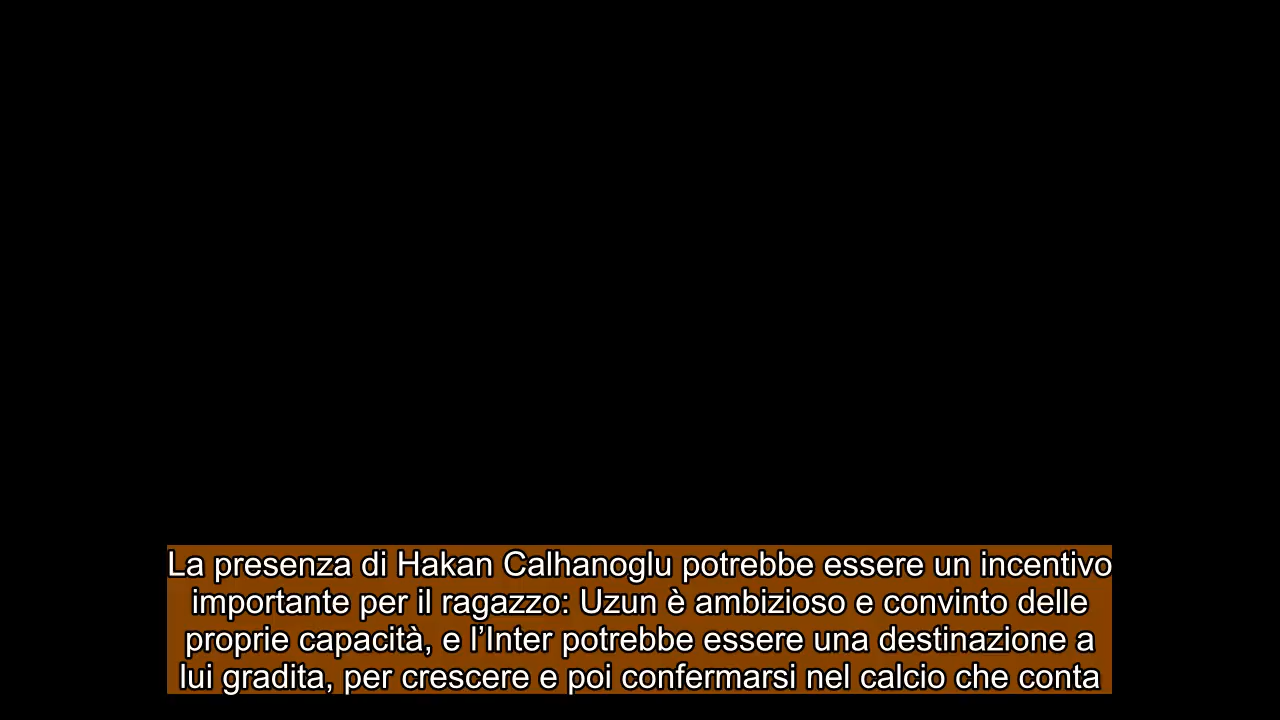 La presenza di Hakan Calhanoglu potrebbe essere un incentivo
importante per il ragazzo: Uzun è ambizioso e convinto delle
proprie capacità, e l’Inter potrebbe essere una destinazione a
lui gradita, per crescere e poi confermarsi nel calcio che conta